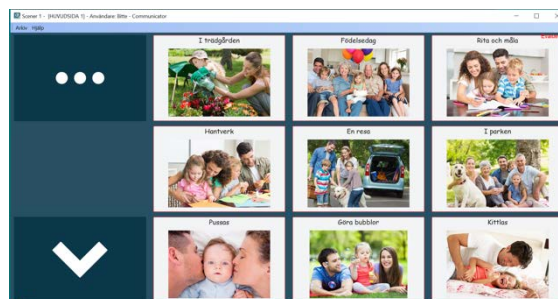 Scener 1 - [HUVUDSIDA 1] - Användare: Bitte - Communicator
Arkiv Hjälp
I trädgården
Födelsedag
Rita och måla
Hantverk
En resa
I parken
Pussas
Göra bubblor
Kittlas